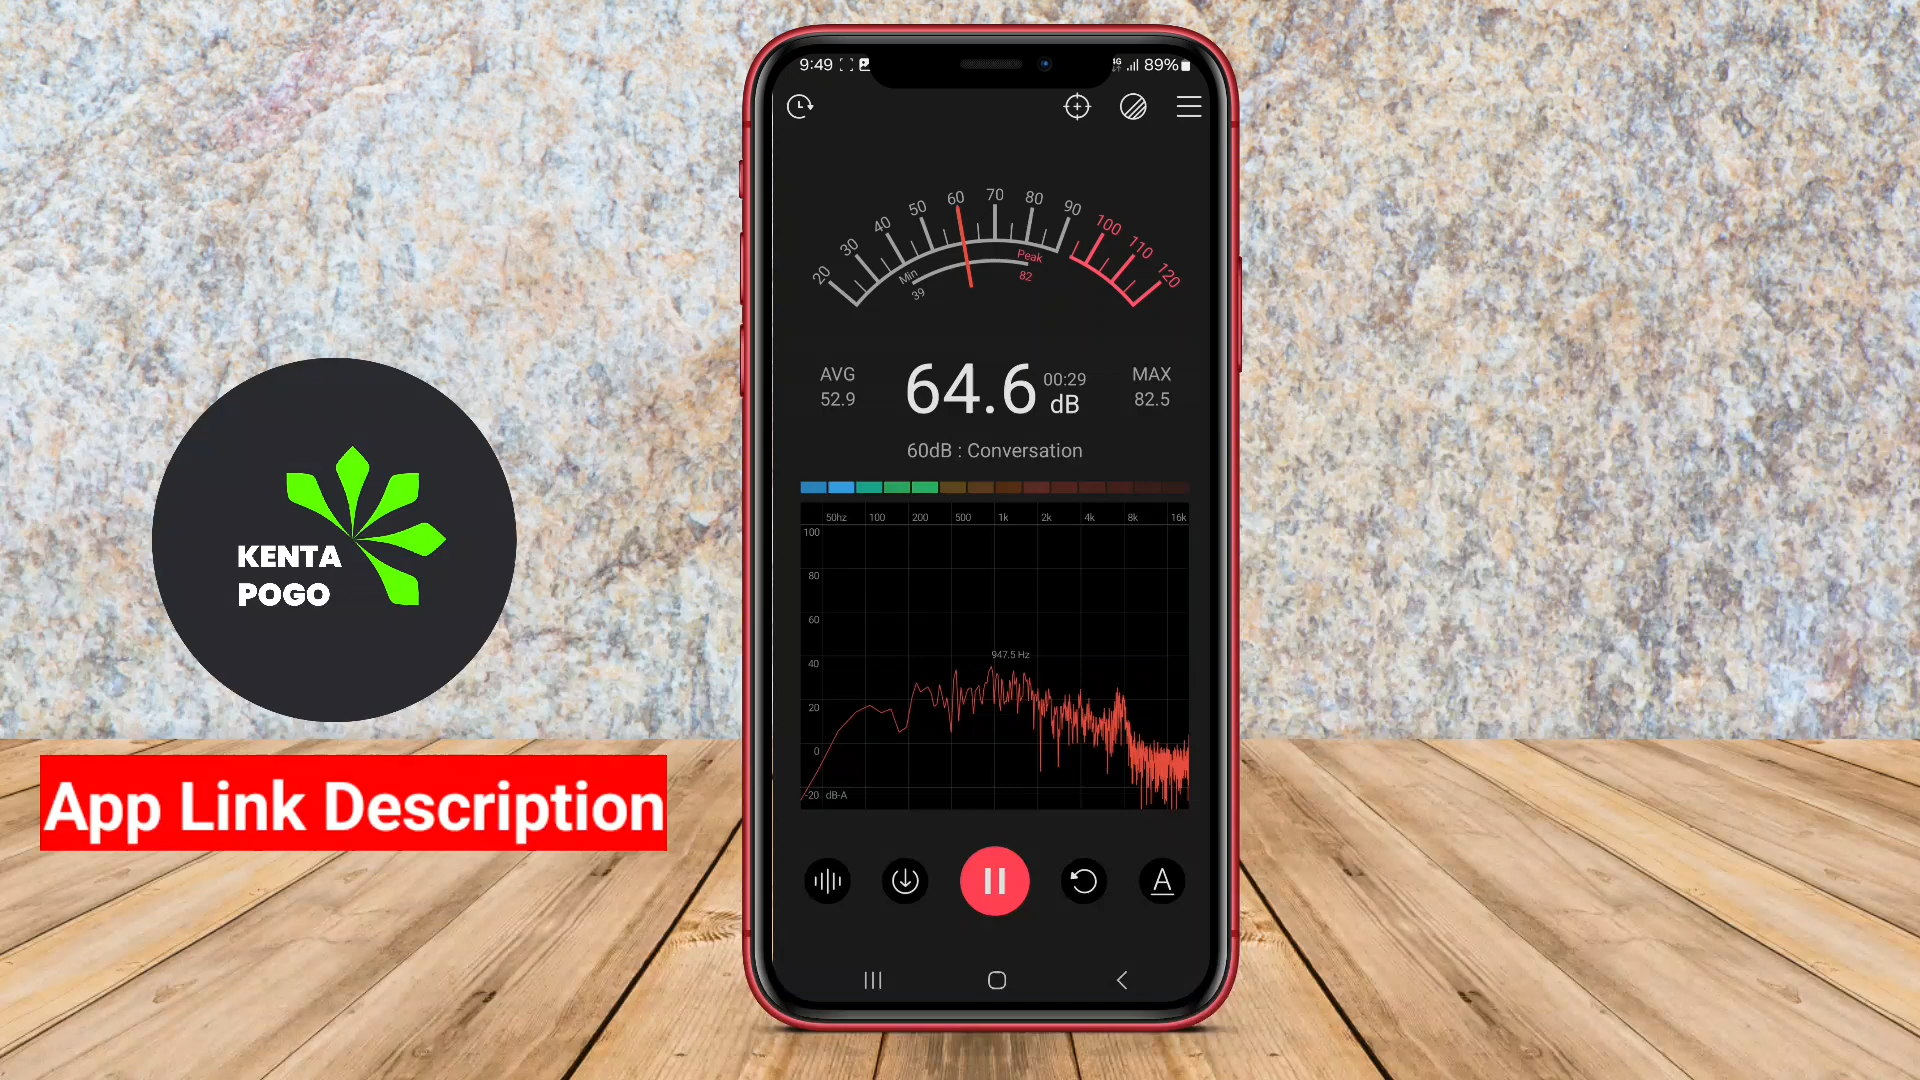 9:49
4G
89%
20
30
40
50
60
70
80
90
100
110
120
Min
39
Peak
82
AVG
52.9
64.6
00:29
dB
MAX
82.5
60dB : Conversation
50hz 100 200 500 1k 2k 4k 8k 16k
100
80
60
40
947.5 Hz
20
0
-20 dB-A
A
KENTA
POGO
App Link Description